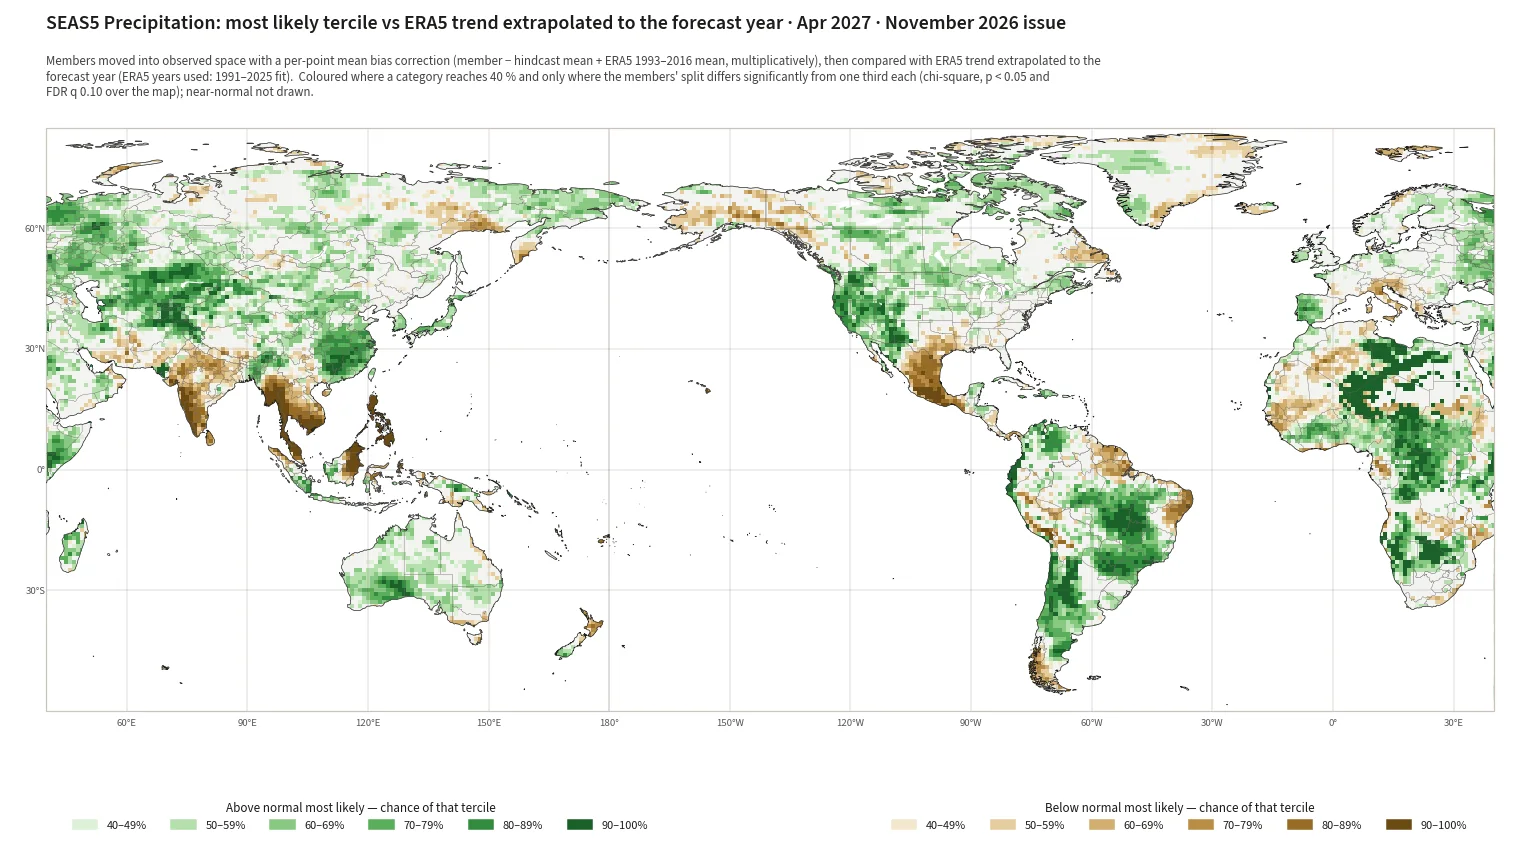 SEAS5 Precipitation: most likely tercile vs ERA5 trend extrapolated to the forecast year · Apr 2027 · November 2026 issue
Members moved into observed space with a per-point mean bias correction (member − hindcast mean + ERA5 1993–2016 mean, multiplicatively), then compared with ERA5 trend extrapolated to the
forecast year (ERA5 years used: 1991–2025 fit). Coloured where a category reaches 40 % and only where the members' split differs significantly from one third each (chi-square, p < 0.05 and
FDR q 0.10 over the map); near-normal not drawn.
60°N
30°N
0°
30°S
60°E 90°E 120°E 150°E 180° 150°W 120°W 90°W 60°W 30°W 0° 30°E
Above normal most likely — chance of that tercile
40–49% 50–59% 60–69% 70–79% 80–89% 90–100%
Below normal most likely — chance of that tercile
40–49% 50–59% 60–69% 70–79% 80–89% 90–100%